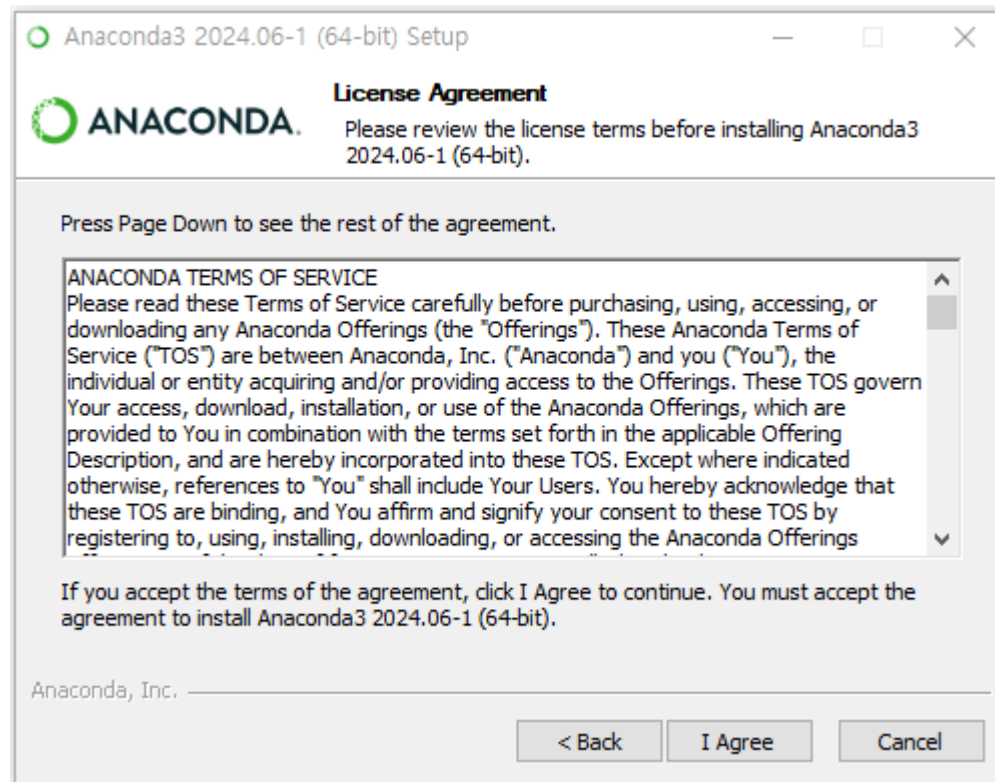 Anaconda3 2024.06-1 (64-bit) Setup
ANACONDA.
License Agreement
Please review the license terms before installing Anaconda3
2024.06-1 (64-bit).
Press Page Down to see the rest of the agreement.
ANACONDA TERMS OF SERVICE
Please read these Terms of Service carefully before purchasing, using, accessing, or
downloading any Anaconda Offerings (the "Offerings"). These Anaconda Terms of
Service ("TOS") are between Anaconda, Inc. ("Anaconda") and you ("You"), the
individual or entity acquiring and/or providing access to the Offerings. These TOS govern
Your access, download, installation, or use of the Anaconda Offerings, which are
provided to You in combination with the terms set forth in the applicable Offering
Description, and are hereby incorporated into these TOS. Except where indicated
otherwise, references to "You" shall include Your Users. You hereby acknowledge that
these TOS are binding, and You affirm and signify your consent to these TOS by
registering to, using, installing, downloading, or accessing the Anaconda Offerings
If you accept the terms of the agreement, click I Agree to continue. You must accept the
agreement to install Anaconda3 2024.06-1 (64-bit).
Anaconda, Inc.
< Back
I Agree
Cancel